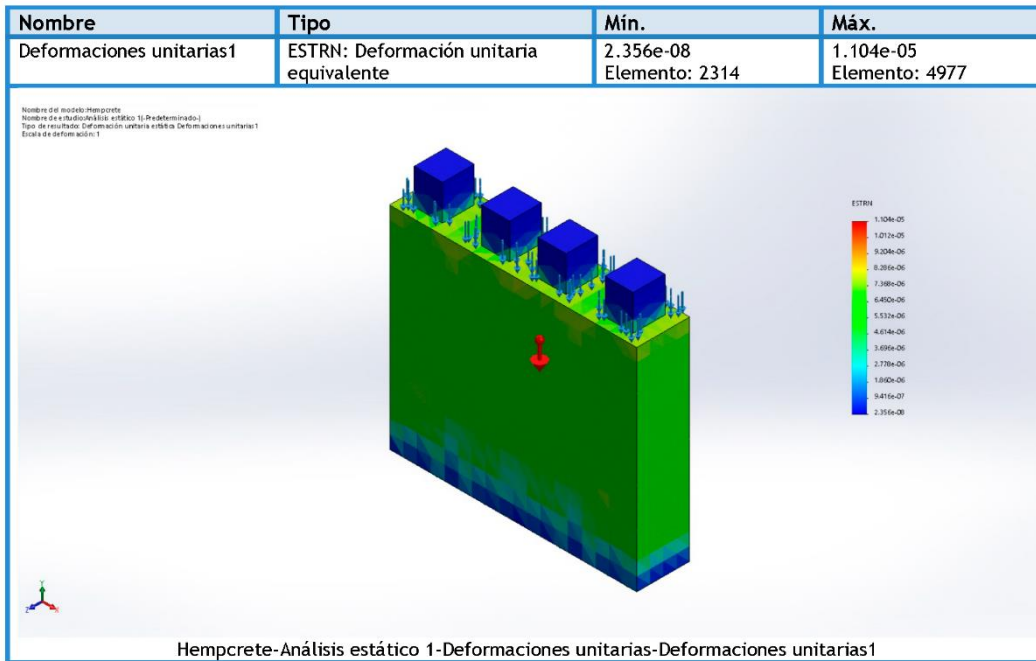 Nombre Tipo Mín. Máx.
Deformaciones unitarias1 ESTRN: Deformación unitaria equivalente 2.356e-08 Elemento: 2314 1.104e-05 Elemento: 4977
Nombre del modelo:Hempcrete
Nombre de estudio:Análisis estático 1(-Predeterminado-)
Tipo de resultado: Deformación unitaria estática Deformaciones unitarias1
Escala de deformación: 1
ESTRN
1.104e-05
1.012e-05
9.204e-06
8.286e-06
7.368e-06
6.450e-06
5.532e-06
4.614e-06
3.696e-06
2.778e-06
1.860e-06
9.416e-07
2.356e-08
Y
Z
X
Hempcrete-Análisis estático 1-Deformaciones unitarias-Deformaciones unitarias1